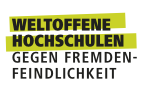 WELTOFFENE
HOCHSCHULEN
GEGEN FREMDEN-
FEINDLICHKEIT